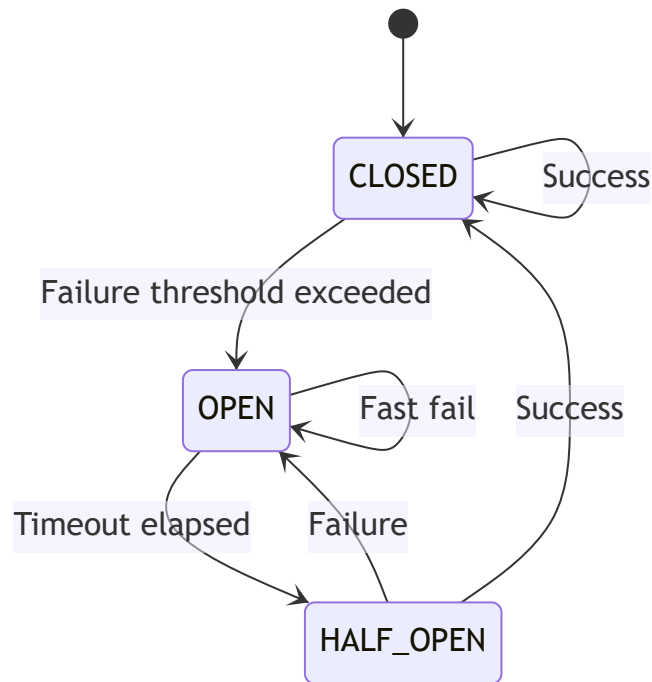 CLOSED
Success
Failure threshold exceeded
OPEN
Fast fail
Success
Timeout elapsed
Failure
HALF_OPEN